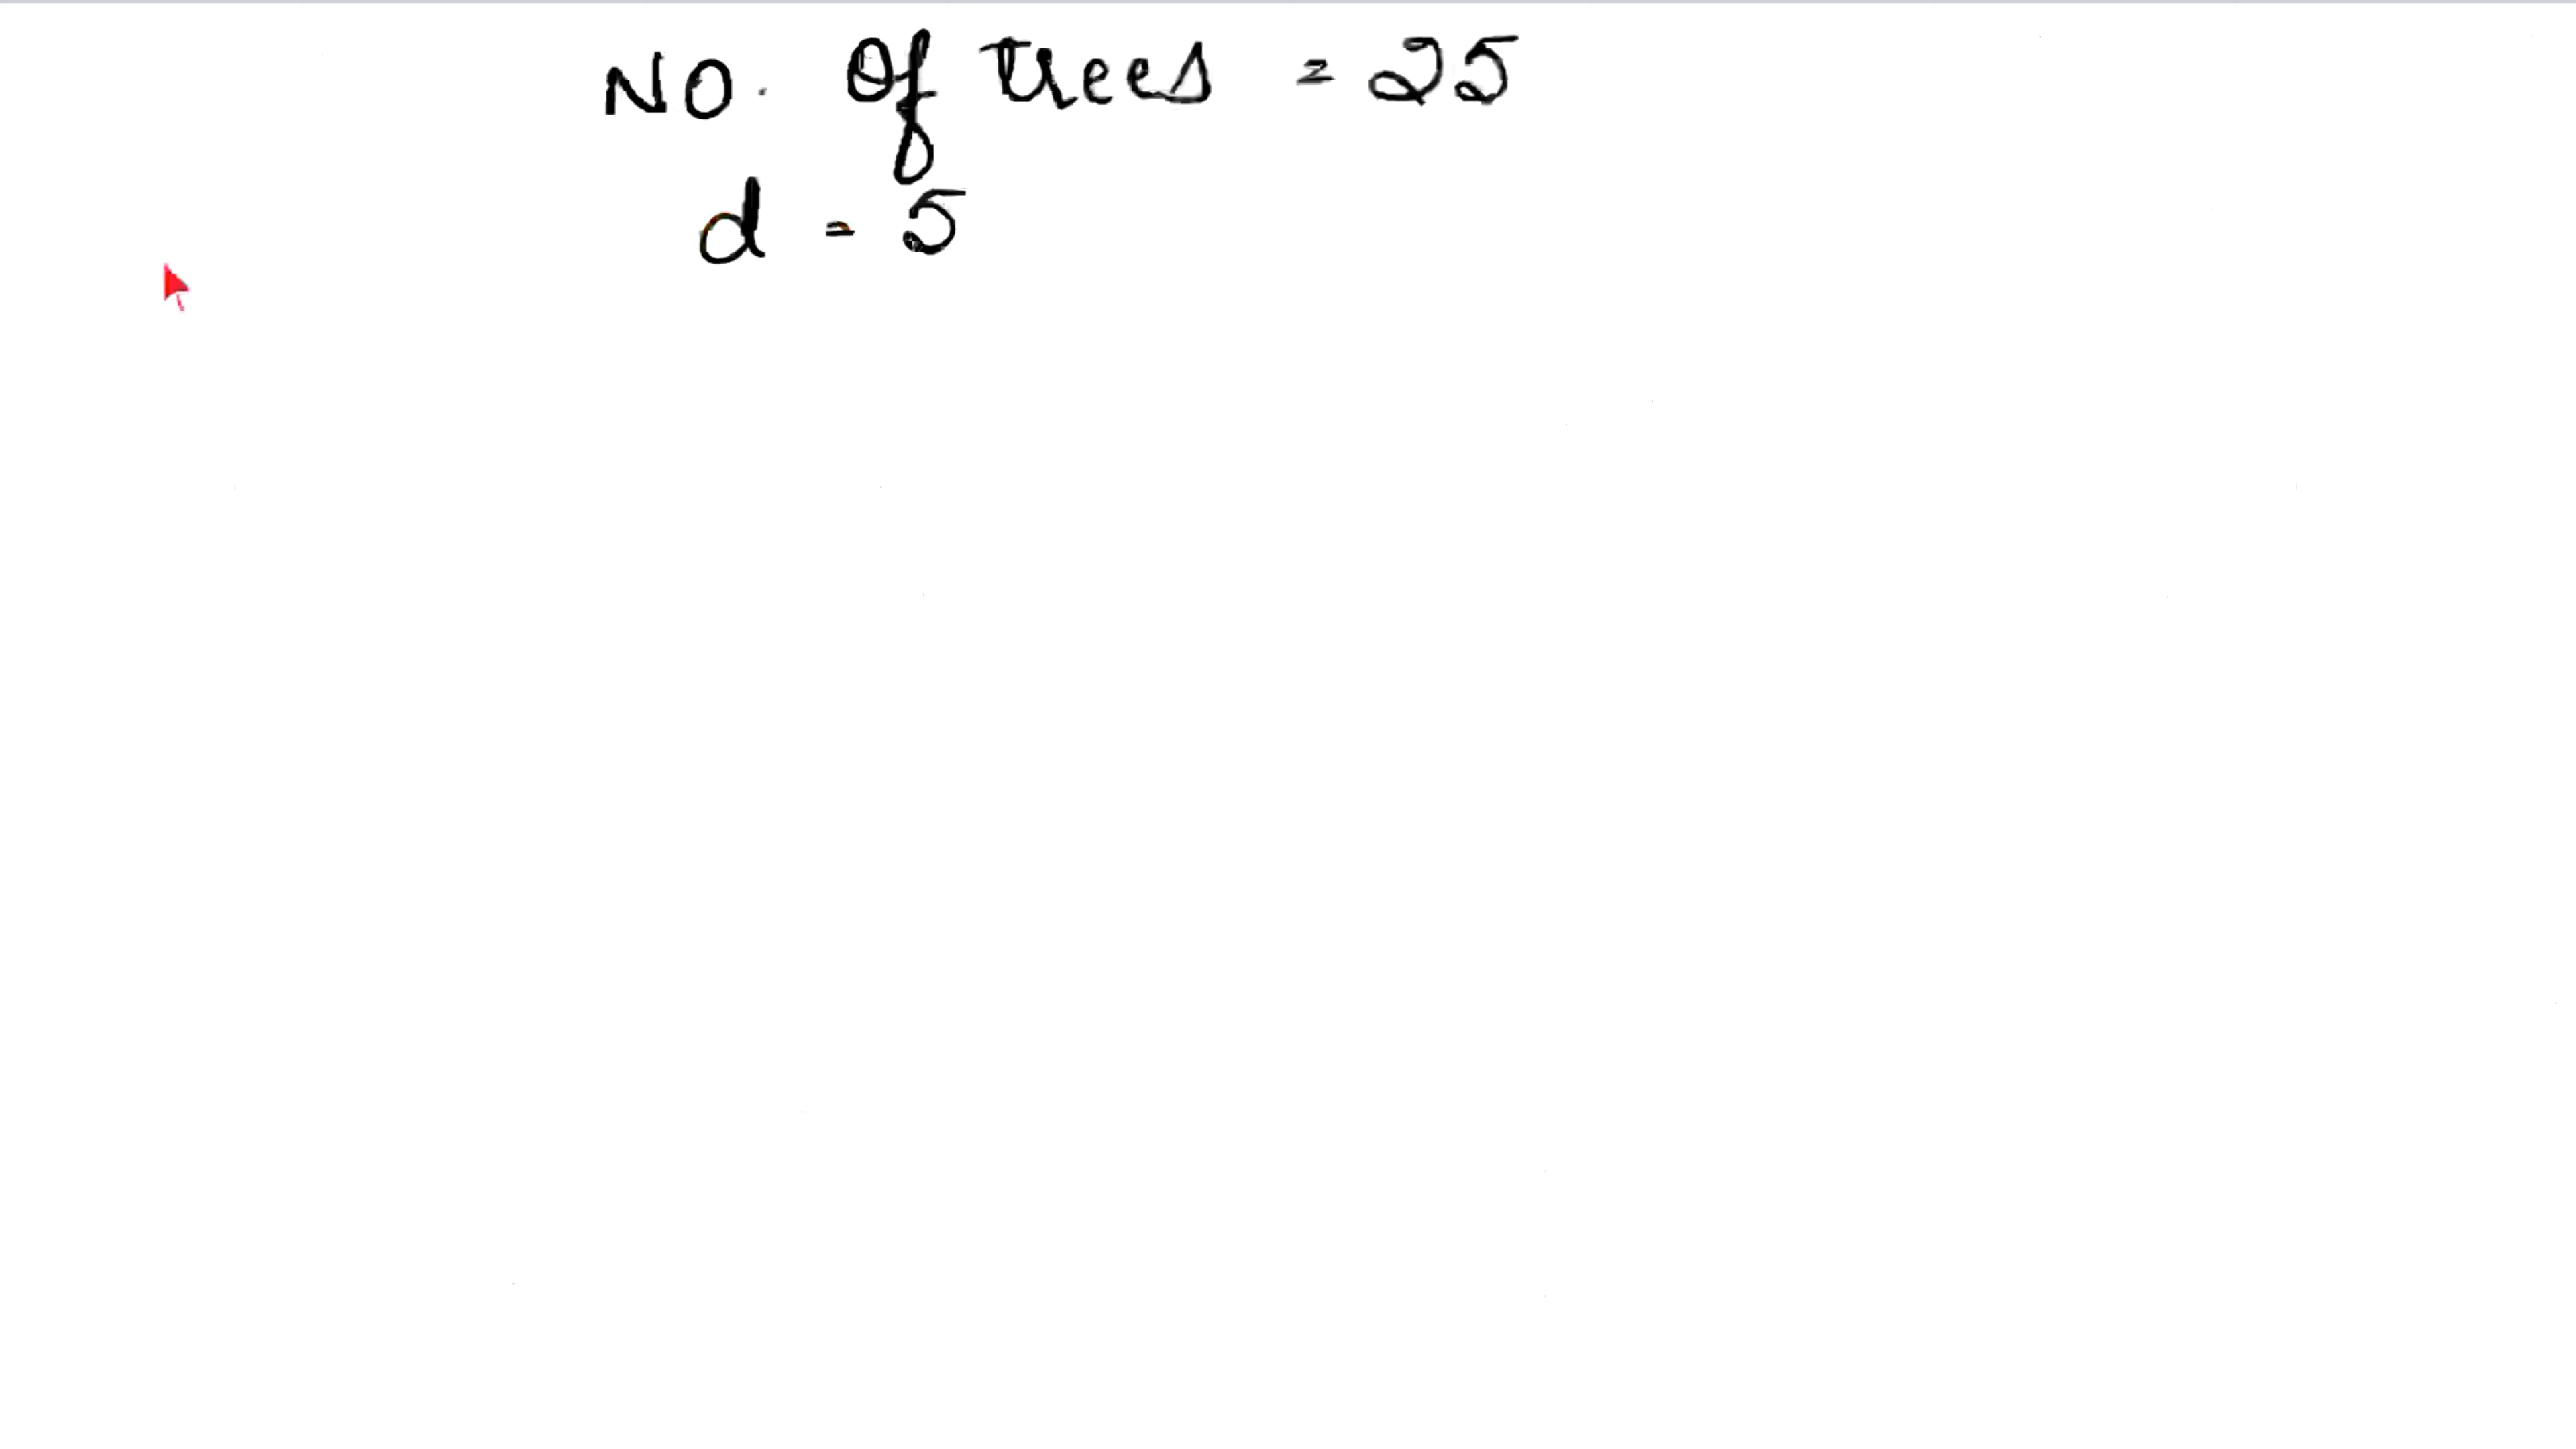 NO. Of trees = 25
d = 5